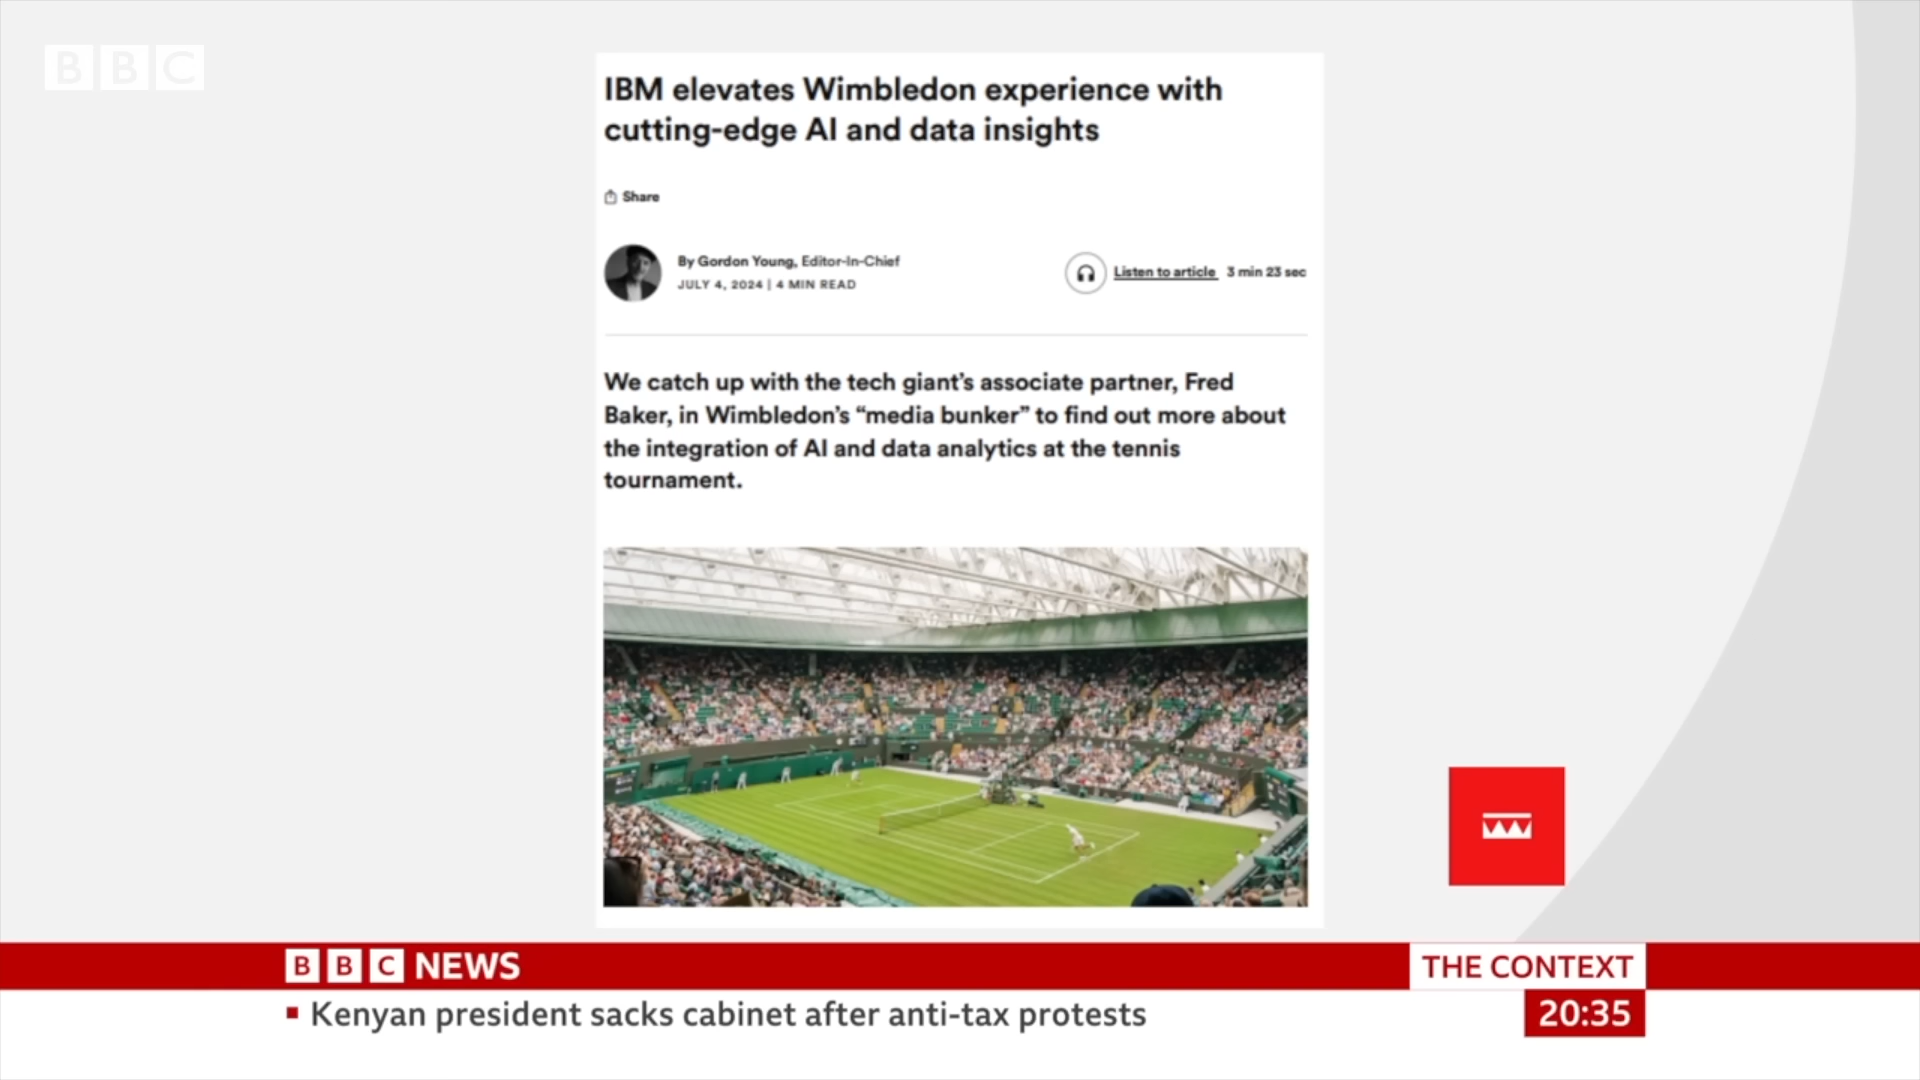 BBC
IBM elevates Wimbledon experience with
cutting-edge AI and data insights
Share
By Gordon Young, Editor-In-Chief
JULY 4, 2024 | 4 MIN READ
Listen to article 3 min 23 sec
We catch up with the tech giant’s associate partner, Fred
Baker, in Wimbledon’s “media bunker” to find out more about
the integration of AI and data analytics at the tennis
tournament.
BBC NEWS
THE CONTEXT
Kenyan president sacks cabinet after anti-tax protests
20:35